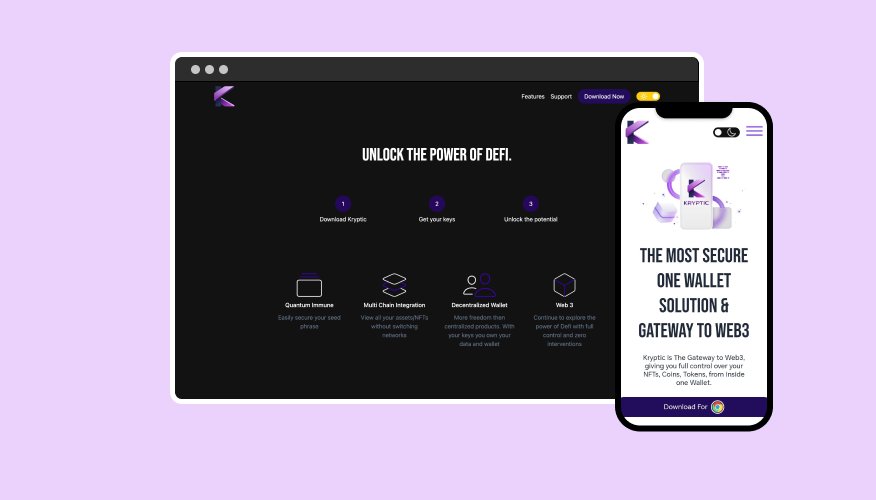 Features Support Download Now
UNLOCK THE POWER OF DEFI.
1 2 3
Download Kryptic Get your keys Unlock the potential
Quantum Immune
Easily secure your seed
phrase
Multi Chain Integration
View all your assets/NFTs
without switching
networks
Decentralized Wallet
More freedom then
centralized products. With
your keys you own your
data and wallet
Web 3
Continue to explore the
power of Defi with full
control and zero
interventions
KRYPTIC
THE MOST SECURE
ONE WALLET
SOLUTION &
GATEWAY TO WEB3
Kryptic is The Gateway to Web3,
giving you full control over your
NFTs, Coins, Tokens, from Inside
one Wallet.
Download For